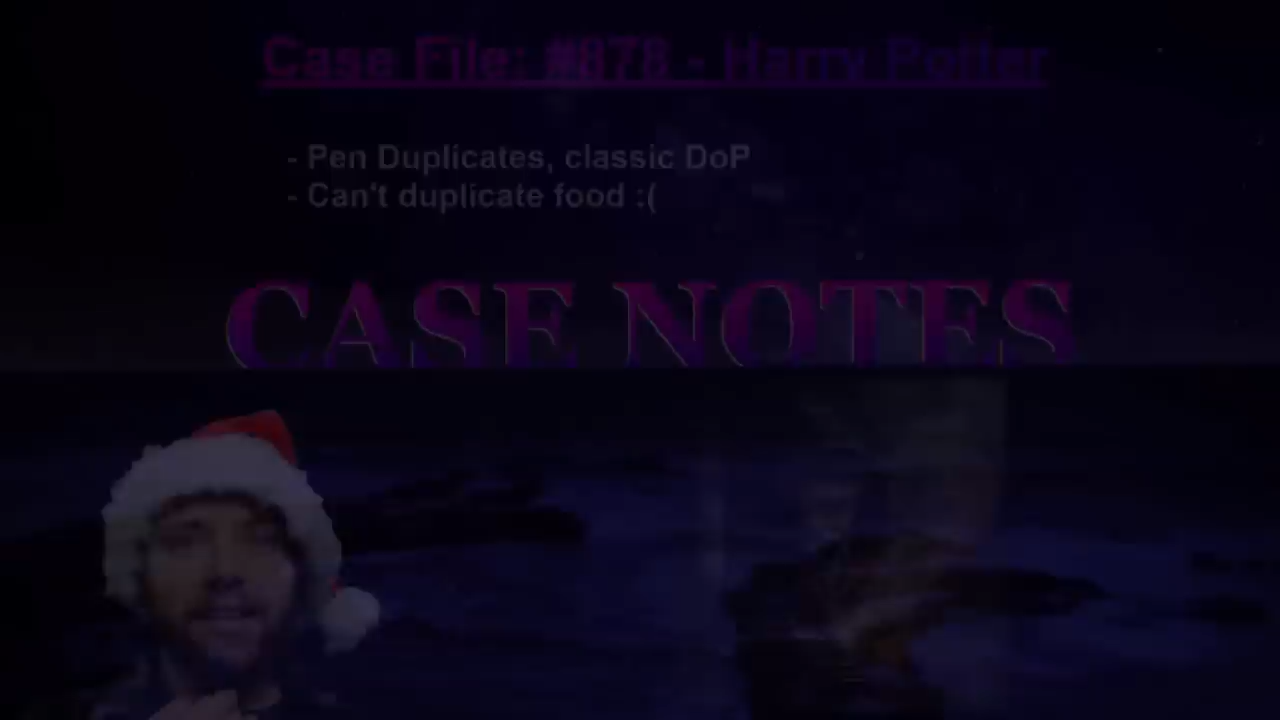 Case File: #878 - Harry Potter
- Pen Duplicates, classic DoP
- Can't duplicate food :(
CASE NOTES